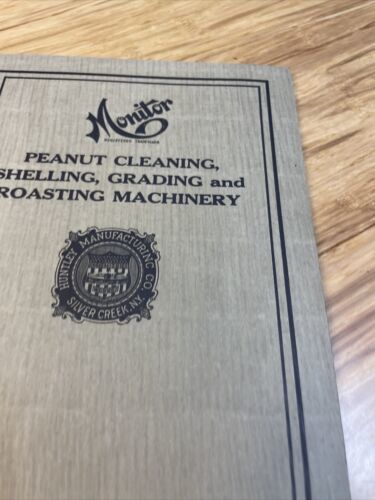 Monitor
REGISTERED TRADEMARK
PEANUT CLEANING,
SHELLING, GRADING and
ROASTING MACHINERY
HUNTLEY MANUFACTURING CO.
SILVER CREEK, N.Y.